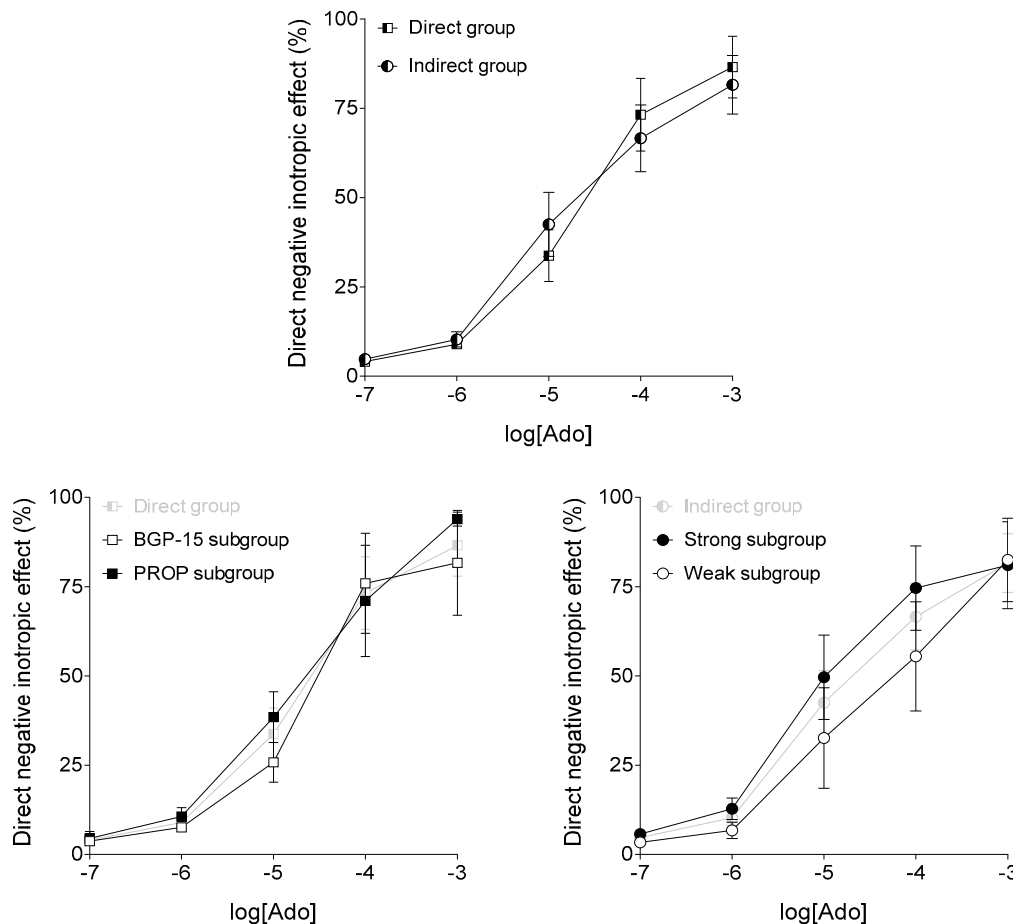 Direct negative inotropic effect (%)
100
75
50
25
0
Direct group
Indirect group
-7 -6 -5 -4 -3
log[Ado]
Direct negative inotropic effect (%)
100
75
50
25
0
Direct group
BGP-15 subgroup
PROP subgroup
-7 -6 -5 -4 -3
log[Ado]
Direct negative inotropic effect (%)
100
75
50
25
0
Indirect group
Strong subgroup
Weak subgroup
-7 -6 -5 -4 -3
log[Ado]